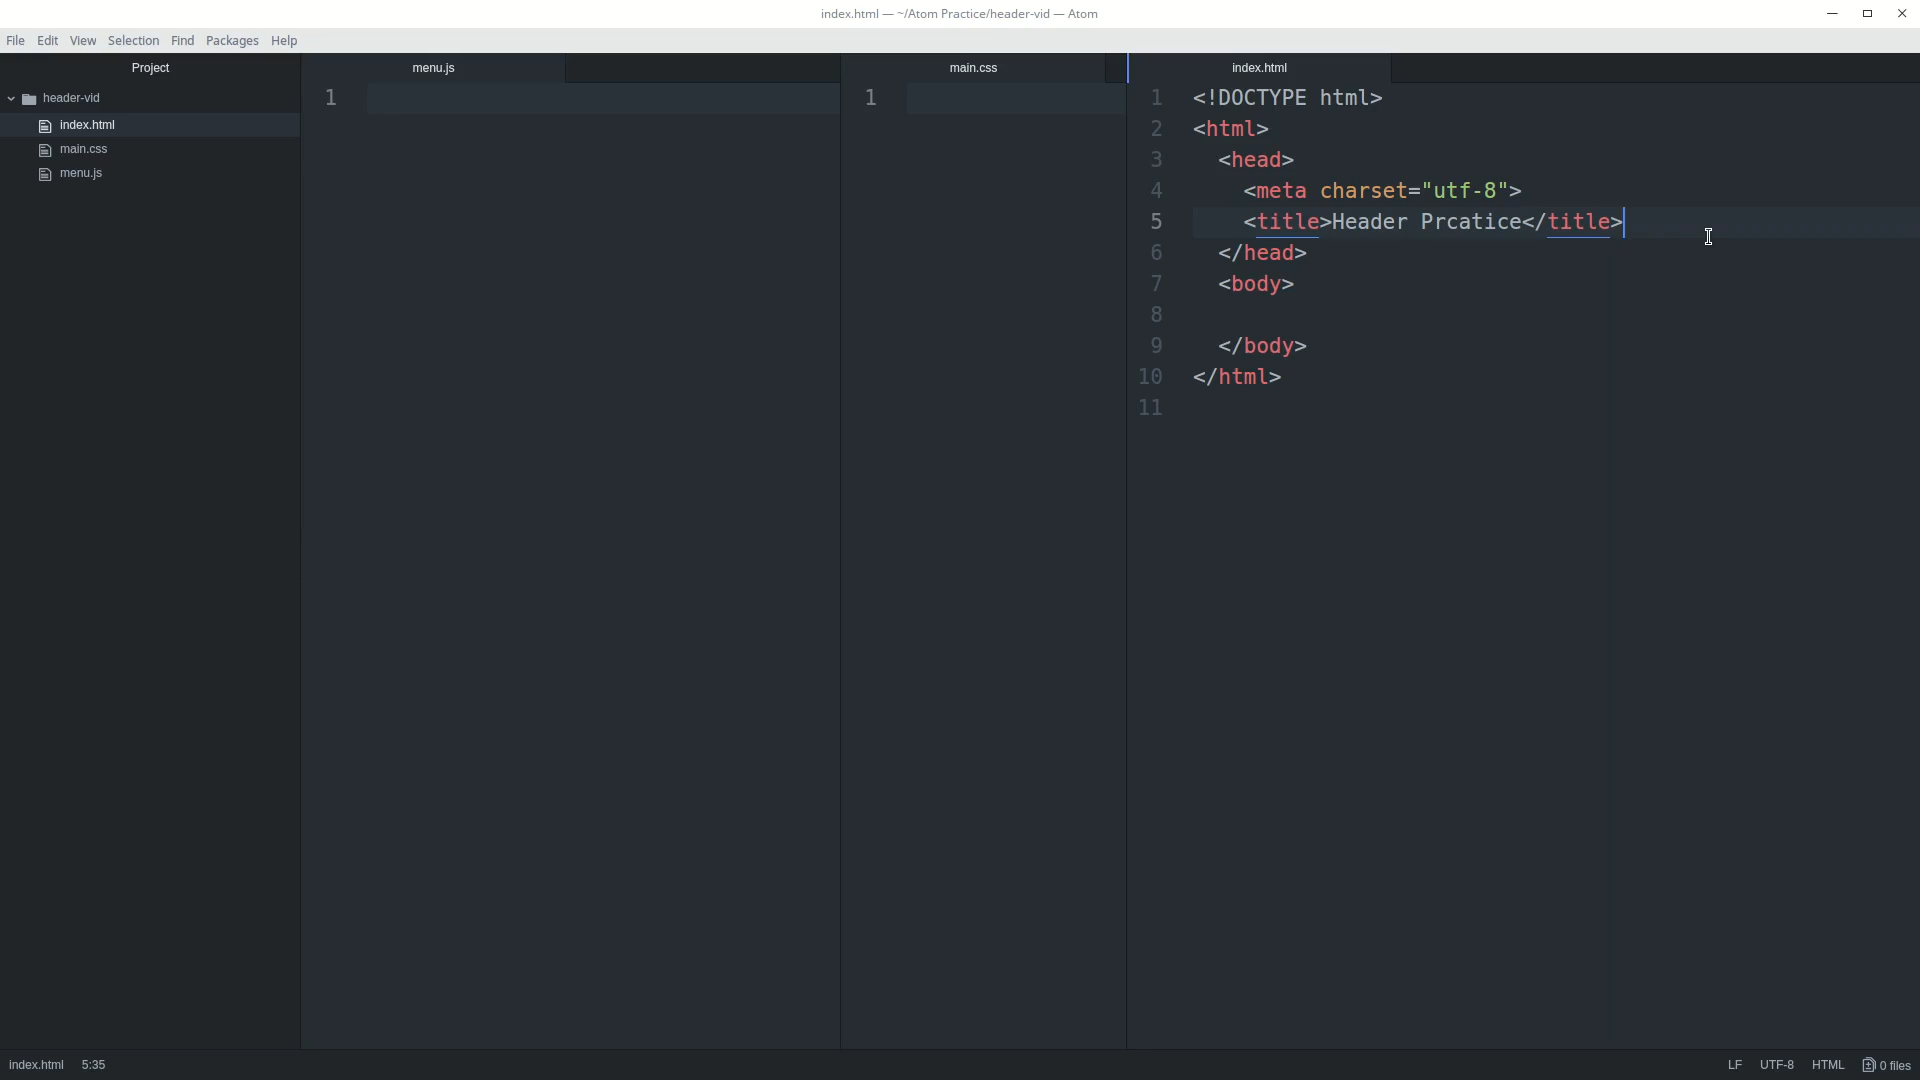 index.html — ~/Atom Practice/header-vid — Atom
File Edit View Selection Find Packages Help
Project
header-vid
index.html
main.css
menu.js
menu.js
1
main.css
1
index.html
1 <!DOCTYPE html>
2 <html>
3 <head>
4 <meta charset="utf-8">
5 <title>Header Prcatice</title>
6 </head>
7 <body>
8
9 </body>
10 </html>
11
index.html 5:35
LF UTF-8 HTML 0 files